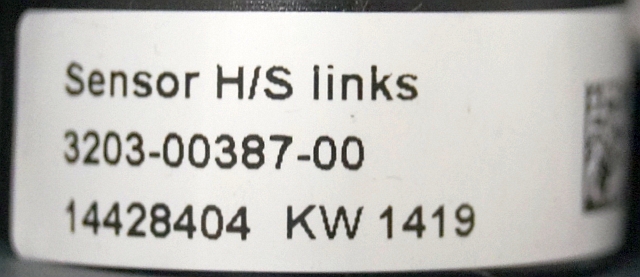 Sensor H/S links
3203-00387-00
14428404 KW 1419